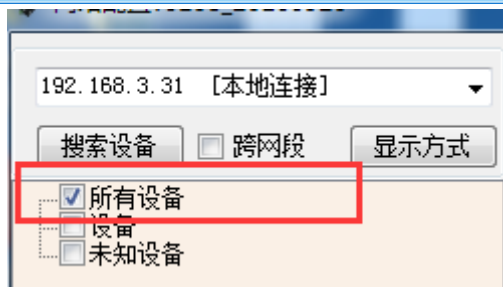 192.168.3.31 [本地连接]
搜索设备 跨网段 显示方式
所有设备
设备
未知设备